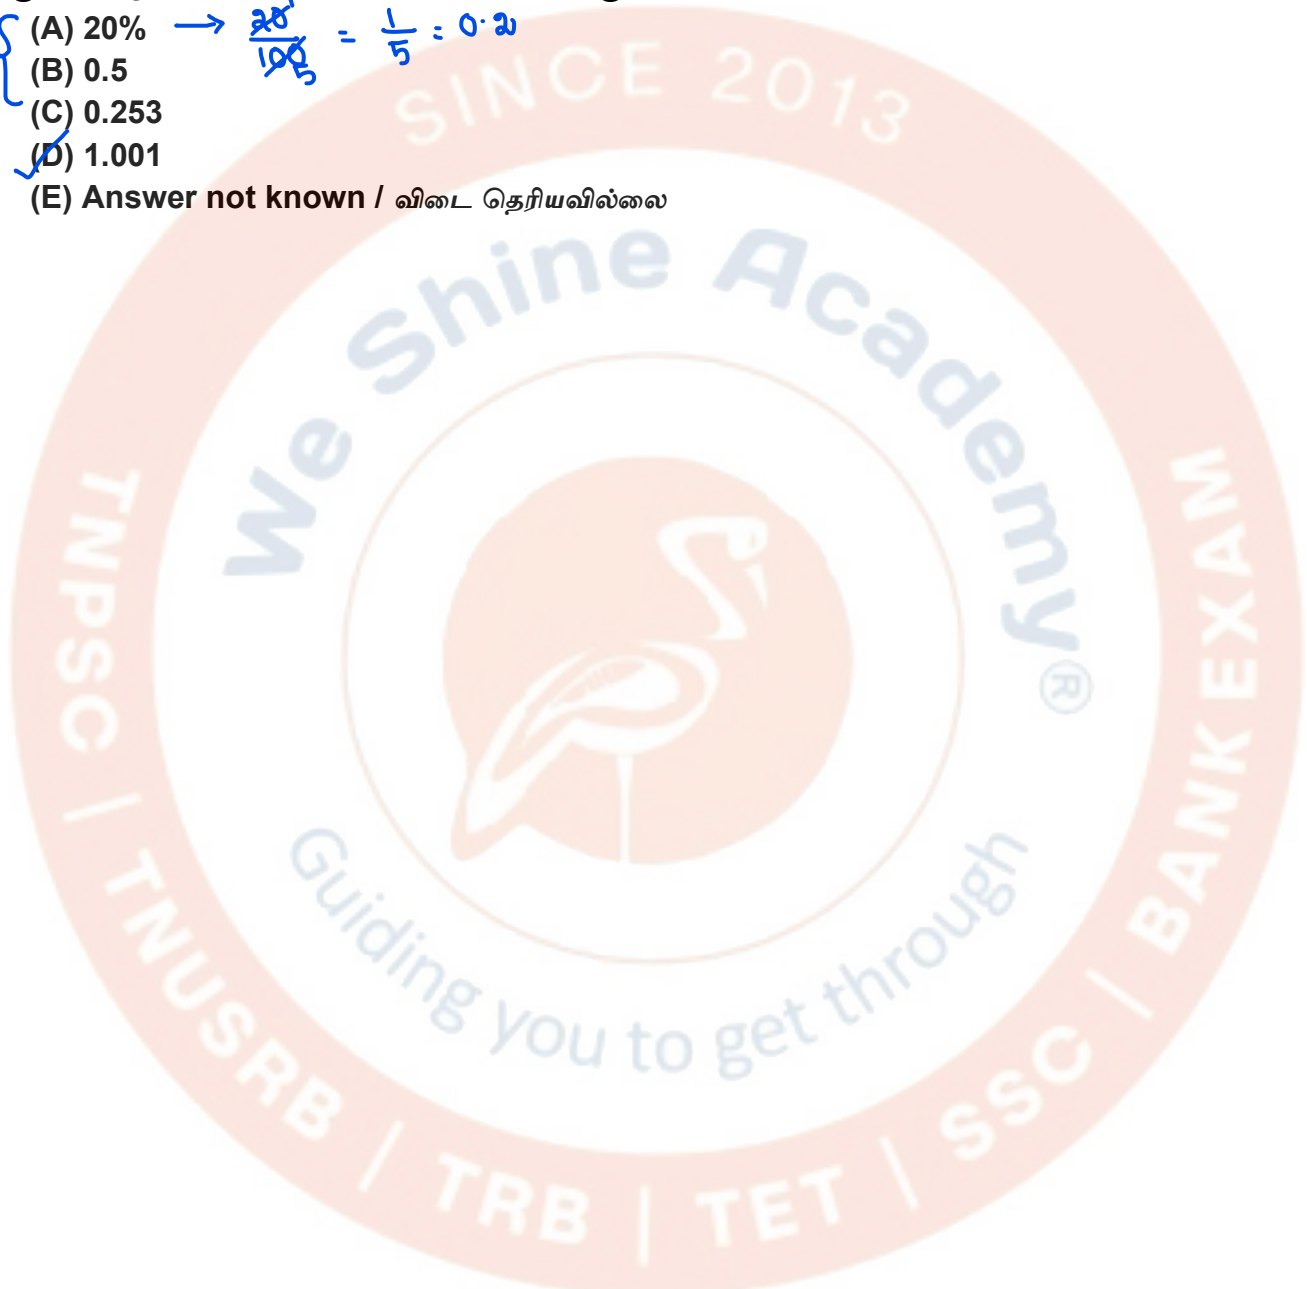 (A) 20% → 20/100 = 1/5 = 0.2
(B) 0.5
(C) 0.253
(D) 1.001
(E) Answer not known / விடை தெரியவில்லை
SINCE 2013
We Shine Academy®
Guiding you to get through
TNPSC | TNUSRB | TRB | TET | SSC | BANK EXAM